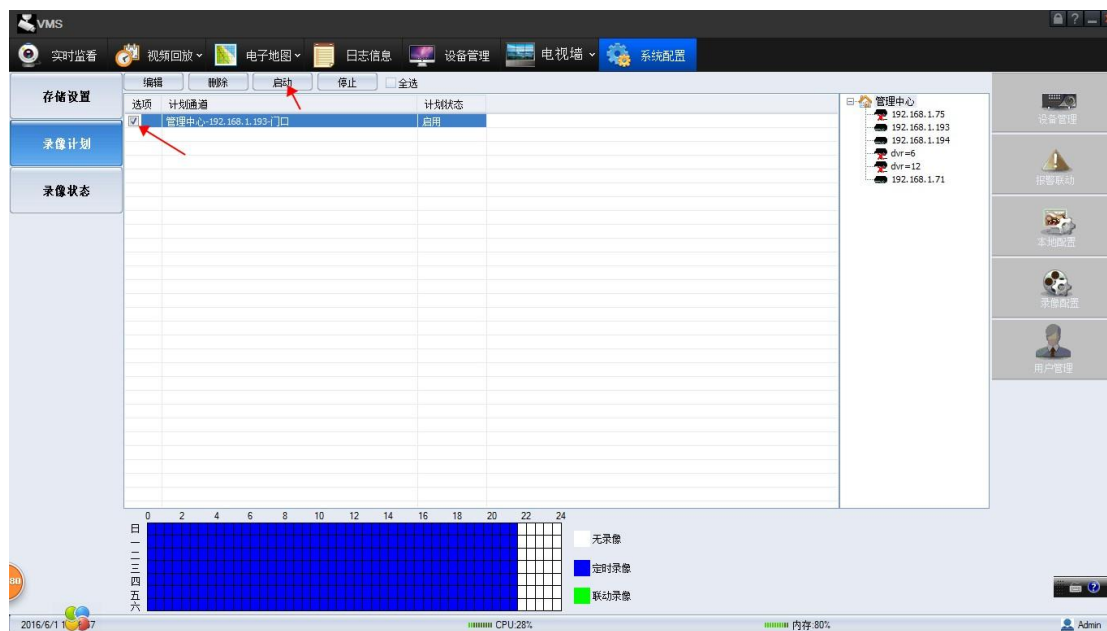 VMS
实时监看 视频回放 电子地图 日志信息 设备管理 电视墙 系统配置
编辑 删除 启动 停止 全选
存储设置
录像计划
录像状态
选项 计划通道 计划状态
管理中心-192.168.1.193-门口 启用
管理中心
192.168.1.75
192.168.1.193
192.168.1.194
dvr=6
dvr=12
192.168.1.71
设备管理
报警联动
本地配置
录像配置
用户管理
0 2 4 6 8 10 12 14 16 18 20 22 24
日
一
二
三
四
五
六
无录像
定时录像
联动录像
80
2016/6/1 CPU:28% 内存:80% Admin